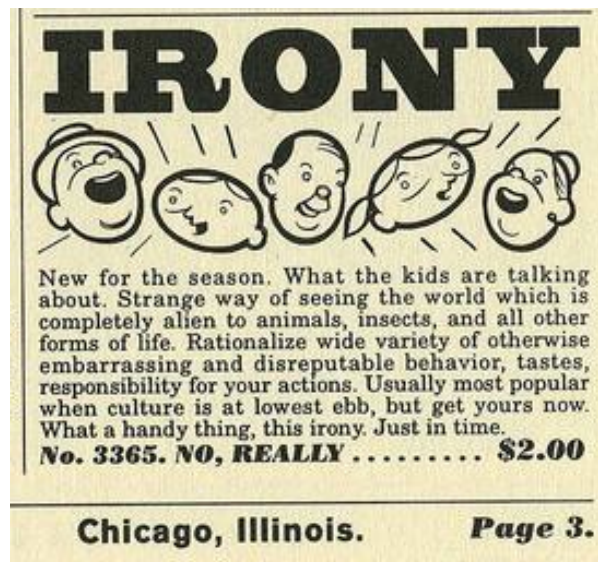 IRONY
New for the season. What the kids are talking
about. Strange way of seeing the world which is
completely alien to animals, insects, and all other
forms of life. Rationalize wide variety of otherwise
embarrassing and disreputable behavior, tastes,
responsibility for your actions. Usually most popular
when culture is at lowest ebb, but get yours now.
What a handy thing, this irony. Just in time.
No. 3365. NO, REALLY ......... $2.00
Chicago, Illinois. Page 3.